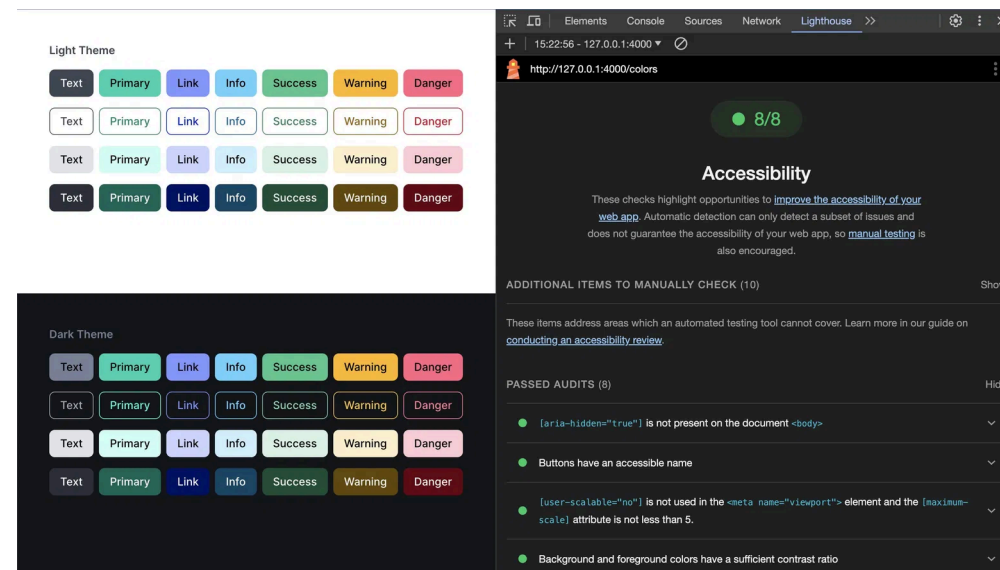 Light Theme
Text Primary Link Info Success Warning Danger
Text Primary Link Info Success Warning Danger
Text Primary Link Info Success Warning Danger
Text Primary Link Info Success Warning Danger
Dark Theme
Text Primary Link Info Success Warning Danger
Text Primary Link Info Success Warning Danger
Text Primary Link Info Success Warning Danger
Text Primary Link Info Success Warning Danger
Elements Console Sources Network Lighthouse
15:22:56 - 127.0.0.1:4000
http://127.0.0.1:4000/colors
8/8
Accessibility
These checks highlight opportunities to improve the accessibility of your
web app. Automatic detection can only detect a subset of issues and
does not guarantee the accessibility of your web app, so manual testing is
also encouraged.
ADDITIONAL ITEMS TO MANUALLY CHECK (10) Show
These items address areas which an automated testing tool cannot cover. Learn more in our guide on
conducting an accessibility review.
PASSED AUDITS (8) Hid
[aria-hidden="true"] is not present on the document <body>
Buttons have an accessible name
[user-scalable="no"] is not used in the <meta name="viewport"> element and the [maximum-
scale] attribute is not less than 5.
Background and foreground colors have a sufficient contrast ratio